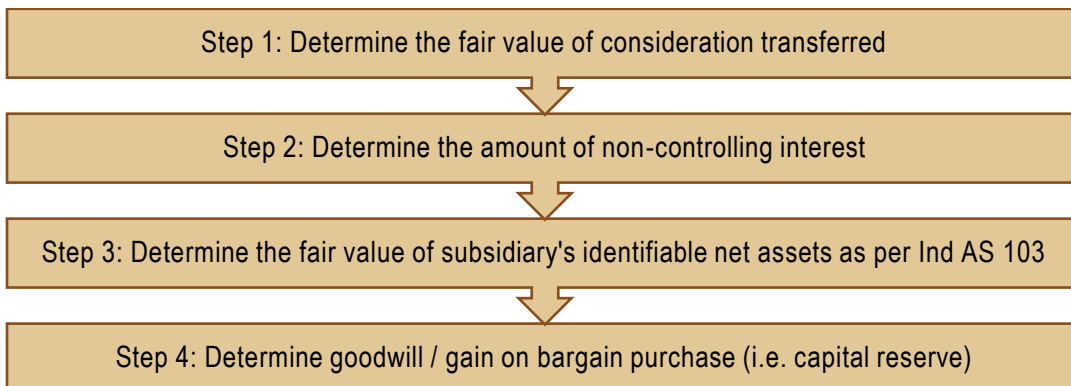 Step 1: Determine the fair value of consideration transferred
Step 2: Determine the amount of non-controlling interest
Step 3: Determine the fair value of subsidiary's identifiable net assets as per Ind AS 103
Step 4: Determine goodwill / gain on bargain purchase (i.e. capital reserve)